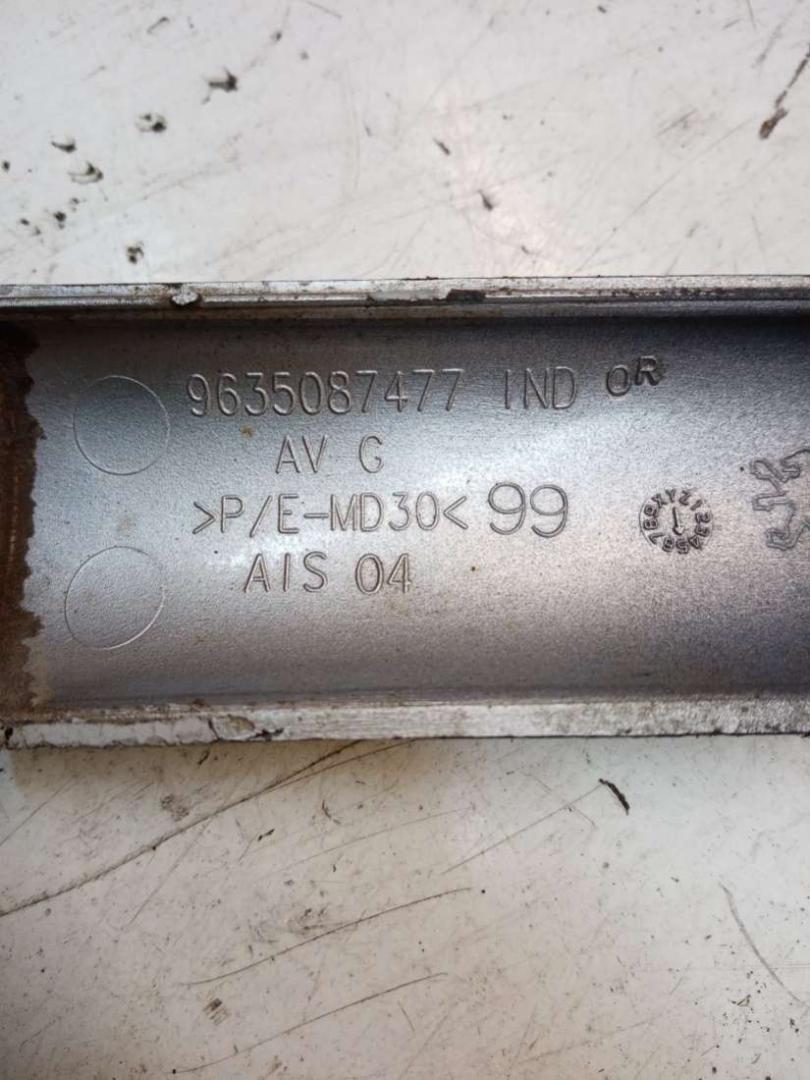 9635087477 IND OR
AV G
>P/E-MD30< 99
AIS 04